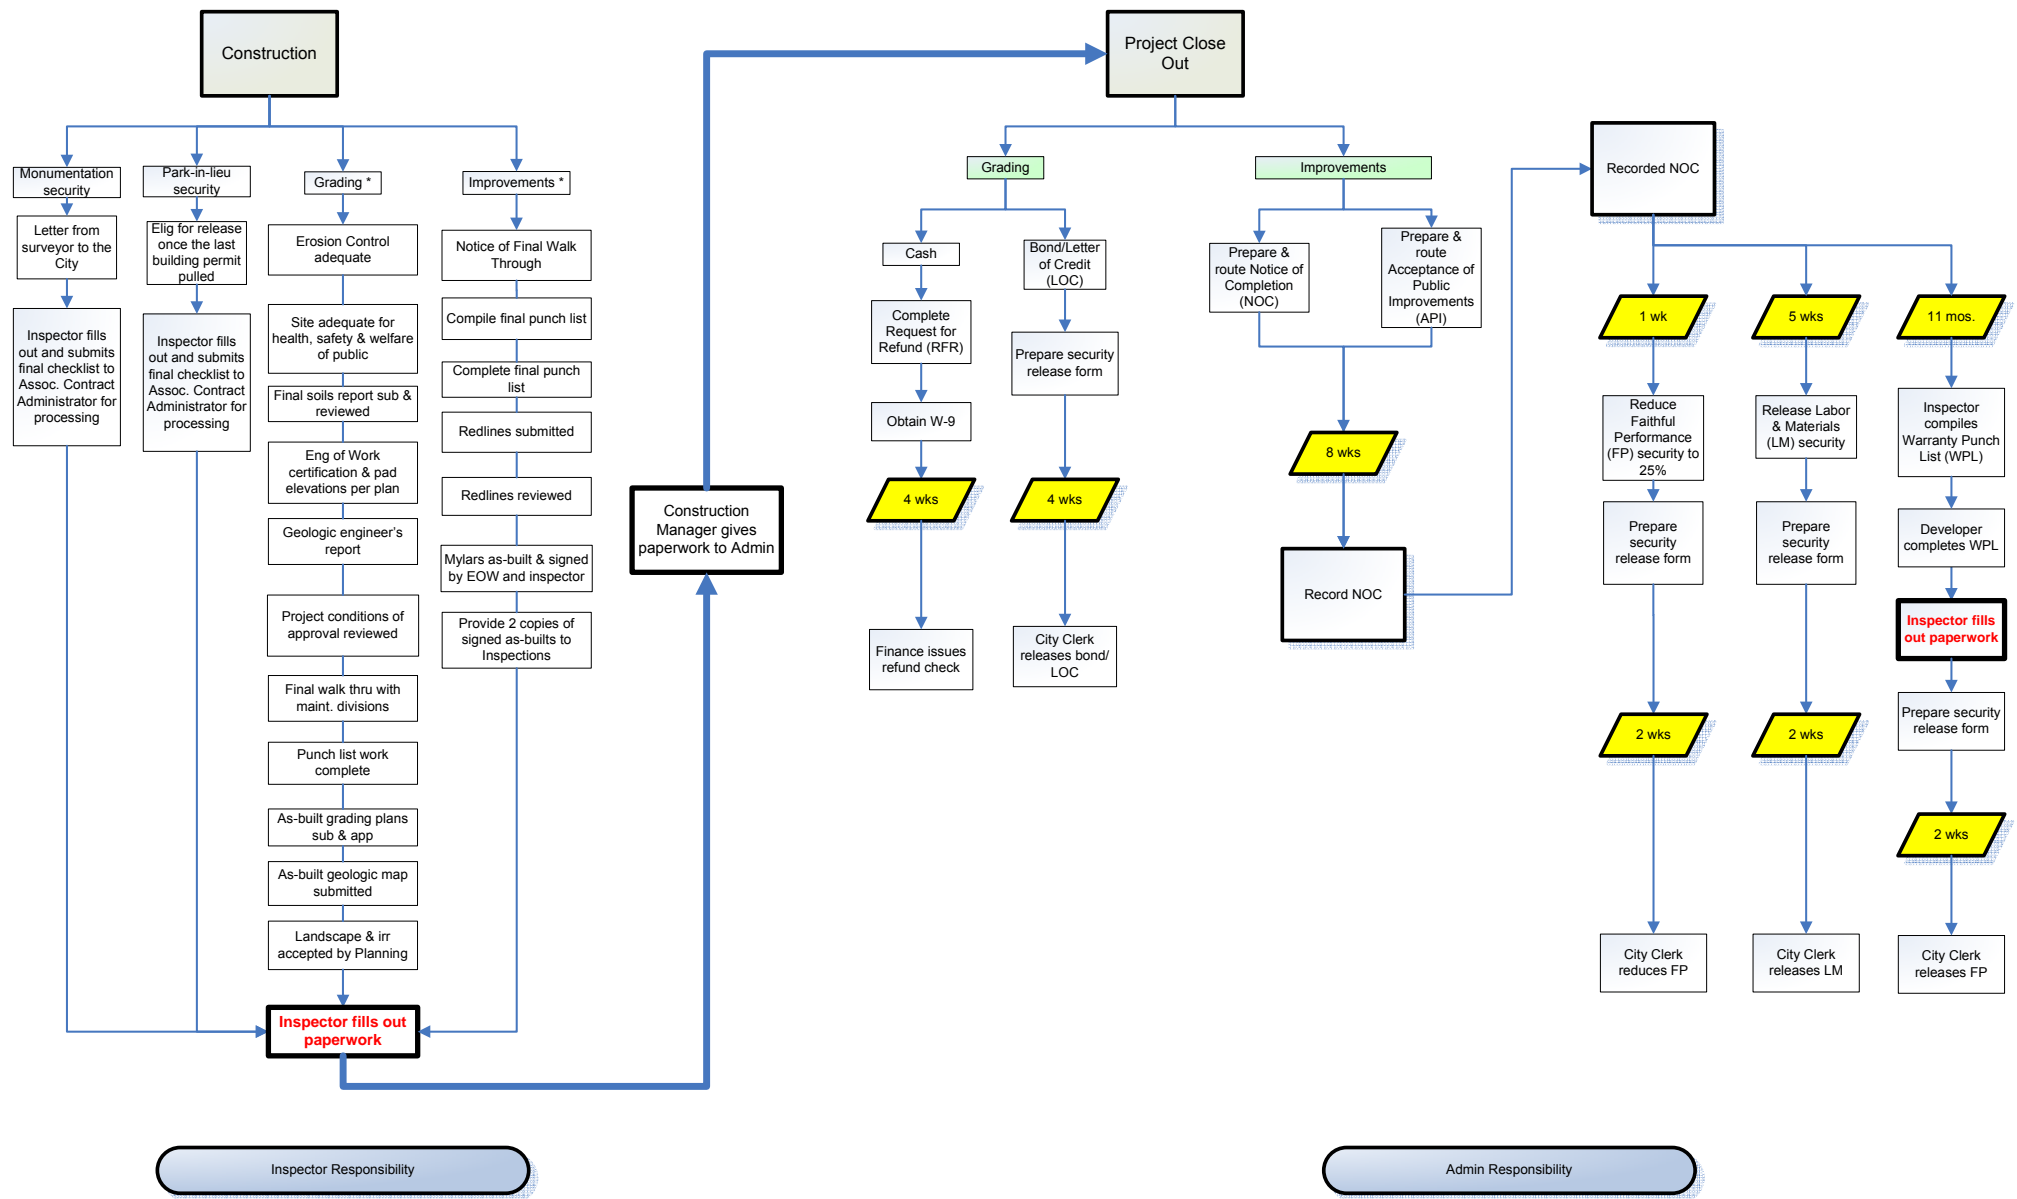 Construction
Monumentation
security
Letter from
surveyor to the
City
Inspector fills
out and submits
final checklist to
Assoc. Contract
Administrator for
processing
Park-in-lieu
security
Elig for release
once the last
building permit
pulled
Inspector fills
out and submits
final checklist to
Assoc. Contract
Administrator for
processing
Grading *
Erosion Control
adequate
Site adequate for
health, safety & welfare
of public
Final soils report sub &
reviewed
Eng of Work
certification & pad
elevations per plan
Geologic engineer's
report
Project conditions of
approval reviewed
Final walk thru with
maint. divisions
Punch list work
complete
As-built grading plans
sub & app
As-built geologic map
submitted
Landscape & irr
accepted by Planning
Improvements *
Notice of Final Walk
Through
Compile final punch list
Complete final punch
list
Redlines submitted
Redlines reviewed
Mylars as-built & signed
by EOW and inspector
Provide 2 copies of
signed as-builts to
Inspections
Inspector fills out
paperwork
Construction
Manager gives
paperwork to Admin
Project Close
Out
Grading
Cash
Complete
Request for
Refund (RFR)
Obtain W-9
4 wks
Finance issues
refund check
Bond/Letter
of Credit
(LOC)
Prepare security
release form
4 wks
City Clerk
releases bond/
LOC
Improvements
Prepare &
route Notice of
Completion
(NOC)
Prepare &
route
Acceptance of
Public
Improvements
(API)
8 wks
Record NOC
Recorded NOC
1 wk
Reduce
Faithful
Performance
(FP) security to
25%
Prepare
security
release form
2 wks
City Clerk
reduces FP
5 wks
Release Labor
& Materials
(LM) security
Prepare
security
release form
2 wks
City Clerk
releases LM
11 mos.
Inspector
compiles
Warranty Punch
List (WPL)
Developer
completes WPL
Inspector fills
out paperwork
Prepare security
release form
2 wks
City Clerk
releases FP
Inspector Responsibility
Admin Responsibility